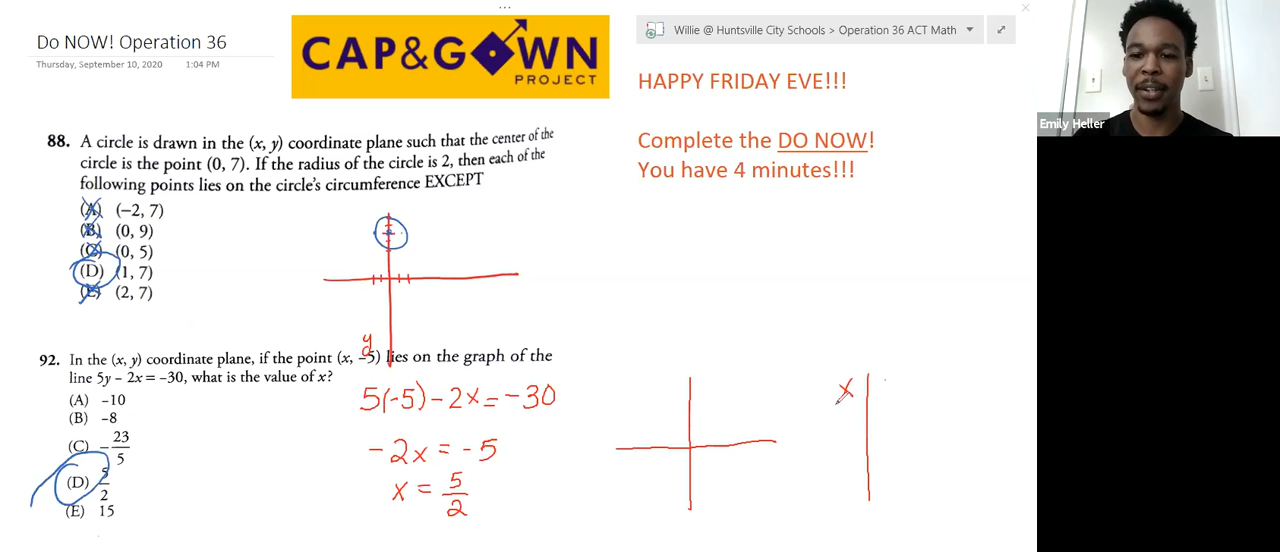 ...
Do NOW! Operation 36
Thursday, September 10, 2020 1:04 PM
CAP&GOWN
PROJECT
Willie @ Huntsville City Schools > Operation 36 ACT Math
HAPPY FRIDAY EVE!!!
Complete the DO NOW!
You have 4 minutes!!!
Emily Heller
88. A circle is drawn in the (x, y) coordinate plane such that the center of the
circle is the point (0, 7). If the radius of the circle is 2, then each of the
following points lies on the circle's circumference EXCEPT
(A) (−2, 7)
(B) (0, 9)
(C) (0, 5)
(D) (1, 7)
(E) (2, 7)
y
92. In the (x, y) coordinate plane, if the point (x, −5) lies on the graph of the
line 5y − 2x = −30, what is the value of x?
(A) −10
(B) −8
(C) −23/5
(D) 5/2
(E) 15
5(-5)-2x=-30
-2x = -5
x = 5/2
x